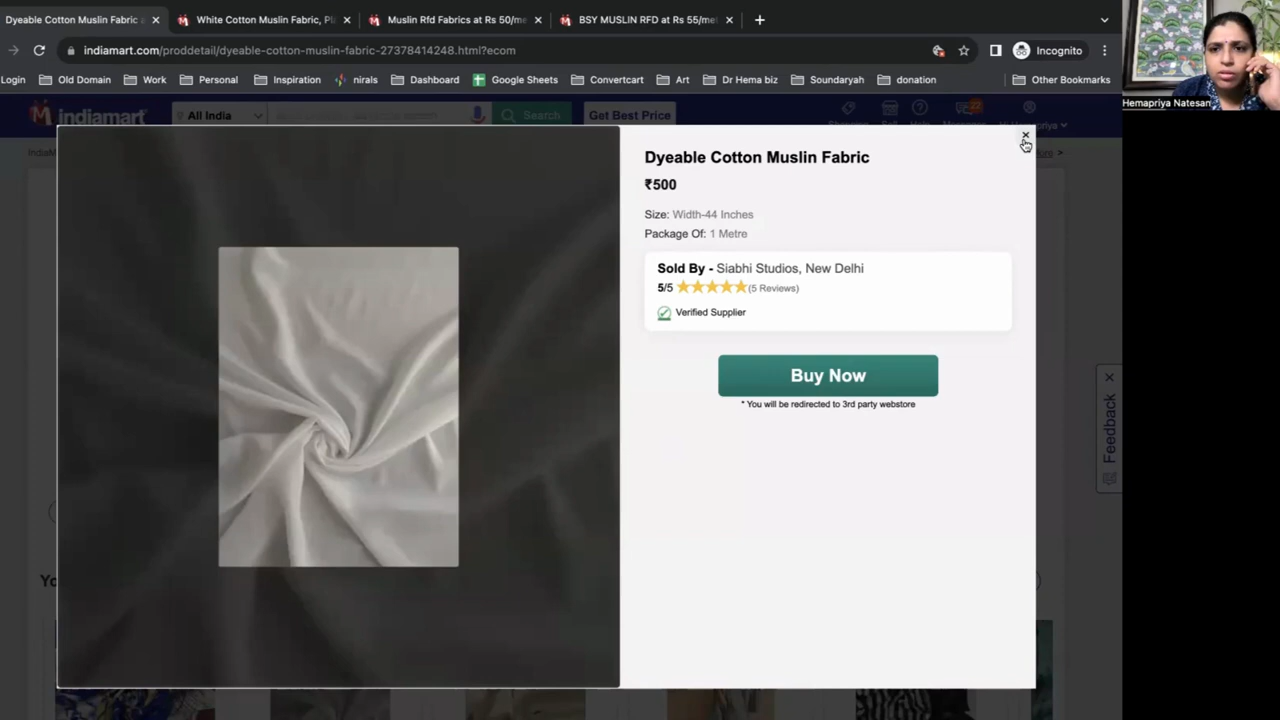 Dyeable Cotton Muslin Fabric
White Cotton Muslin Fabric, Pl
Muslin Rfd Fabrics at Rs 50/me
BSY MUSLIN RFD at Rs 55/me
indiamart.com/proddetail/dyeable-cotton-muslin-fabric-27378414248.html?ecom
Incognito
Login
Old Domain
Work
Personal
Inspiration
nirals
Dashboard
Google Sheets
Convertcart
Art
Dr Hema biz
Soundaryah
donation
Other Bookmarks
Hemapriya Natesan
indiamart
All India
Search
Get Best Price
Dyeable Cotton Muslin Fabric
₹500
Size: Width-44 Inches
Package Of: 1 Metre
Sold By - Siabhi Studios, New Delhi
5/5 (5 Reviews)
Verified Supplier
Buy Now
* You will be redirected to 3rd party webstore
Feedback